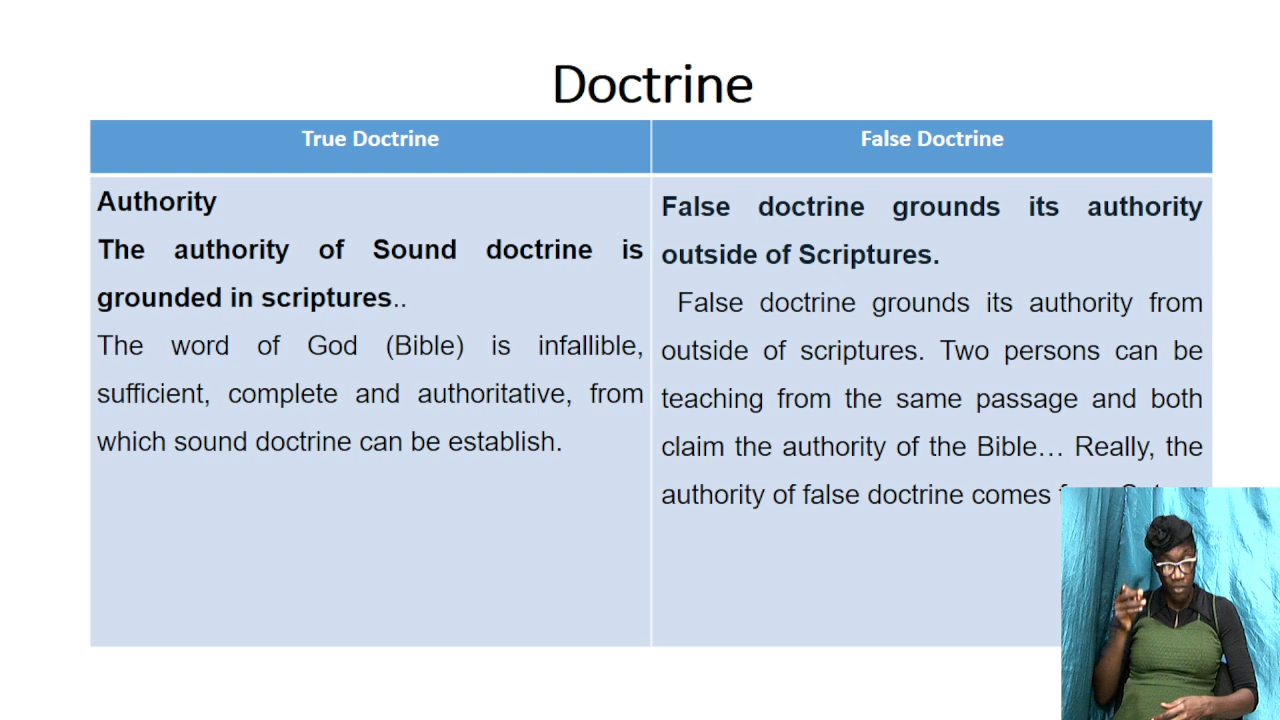 Doctrine
True Doctrine
False Doctrine
Authority
The authority of Sound doctrine is
grounded in scriptures..
The word of God (Bible) is infallible,
sufficient, complete and authoritative, from
which sound doctrine can be establish.
False doctrine grounds its authority
outside of Scriptures.
False doctrine grounds its authority from
outside of scriptures. Two persons can be
teaching from the same passage and both
claim the authority of the Bible… Really, the
authority of false doctrine comes